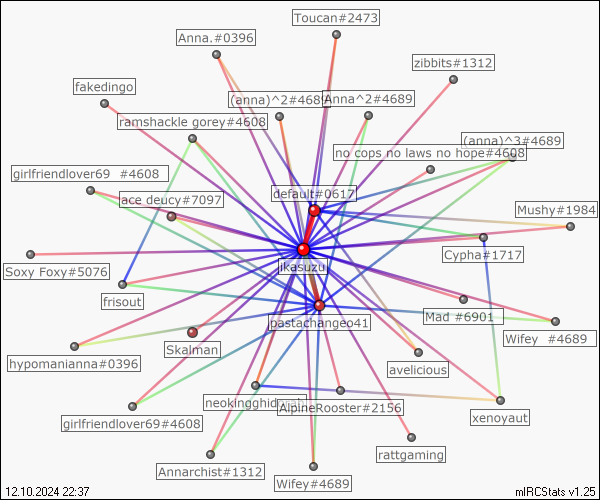 Toucan#2473
Anna.#0396
zibbits#1312
fakedingo
(anna)^2#4689
Anna^2#4689
ramshackle gorey#4608
(anna)^3#4689
no cops no laws no hope#4608
girlfriendlover69 #4608
ace deucy#7097
default#0617
Mushy#1984
Cypha#1717
Soxy Foxy#5076
jkasuzu
frisout
pastachangeo41
Mad #6901
Wifey #4689
Skalman
hypomanianna#0396
avelicious
AlpineRooster#2156
xenoyaut
girlfriendlover69#4608
rattgaming
Annarchist#1312
Wifey#4689
12.10.2024 22:37
mIRCStats v1.25